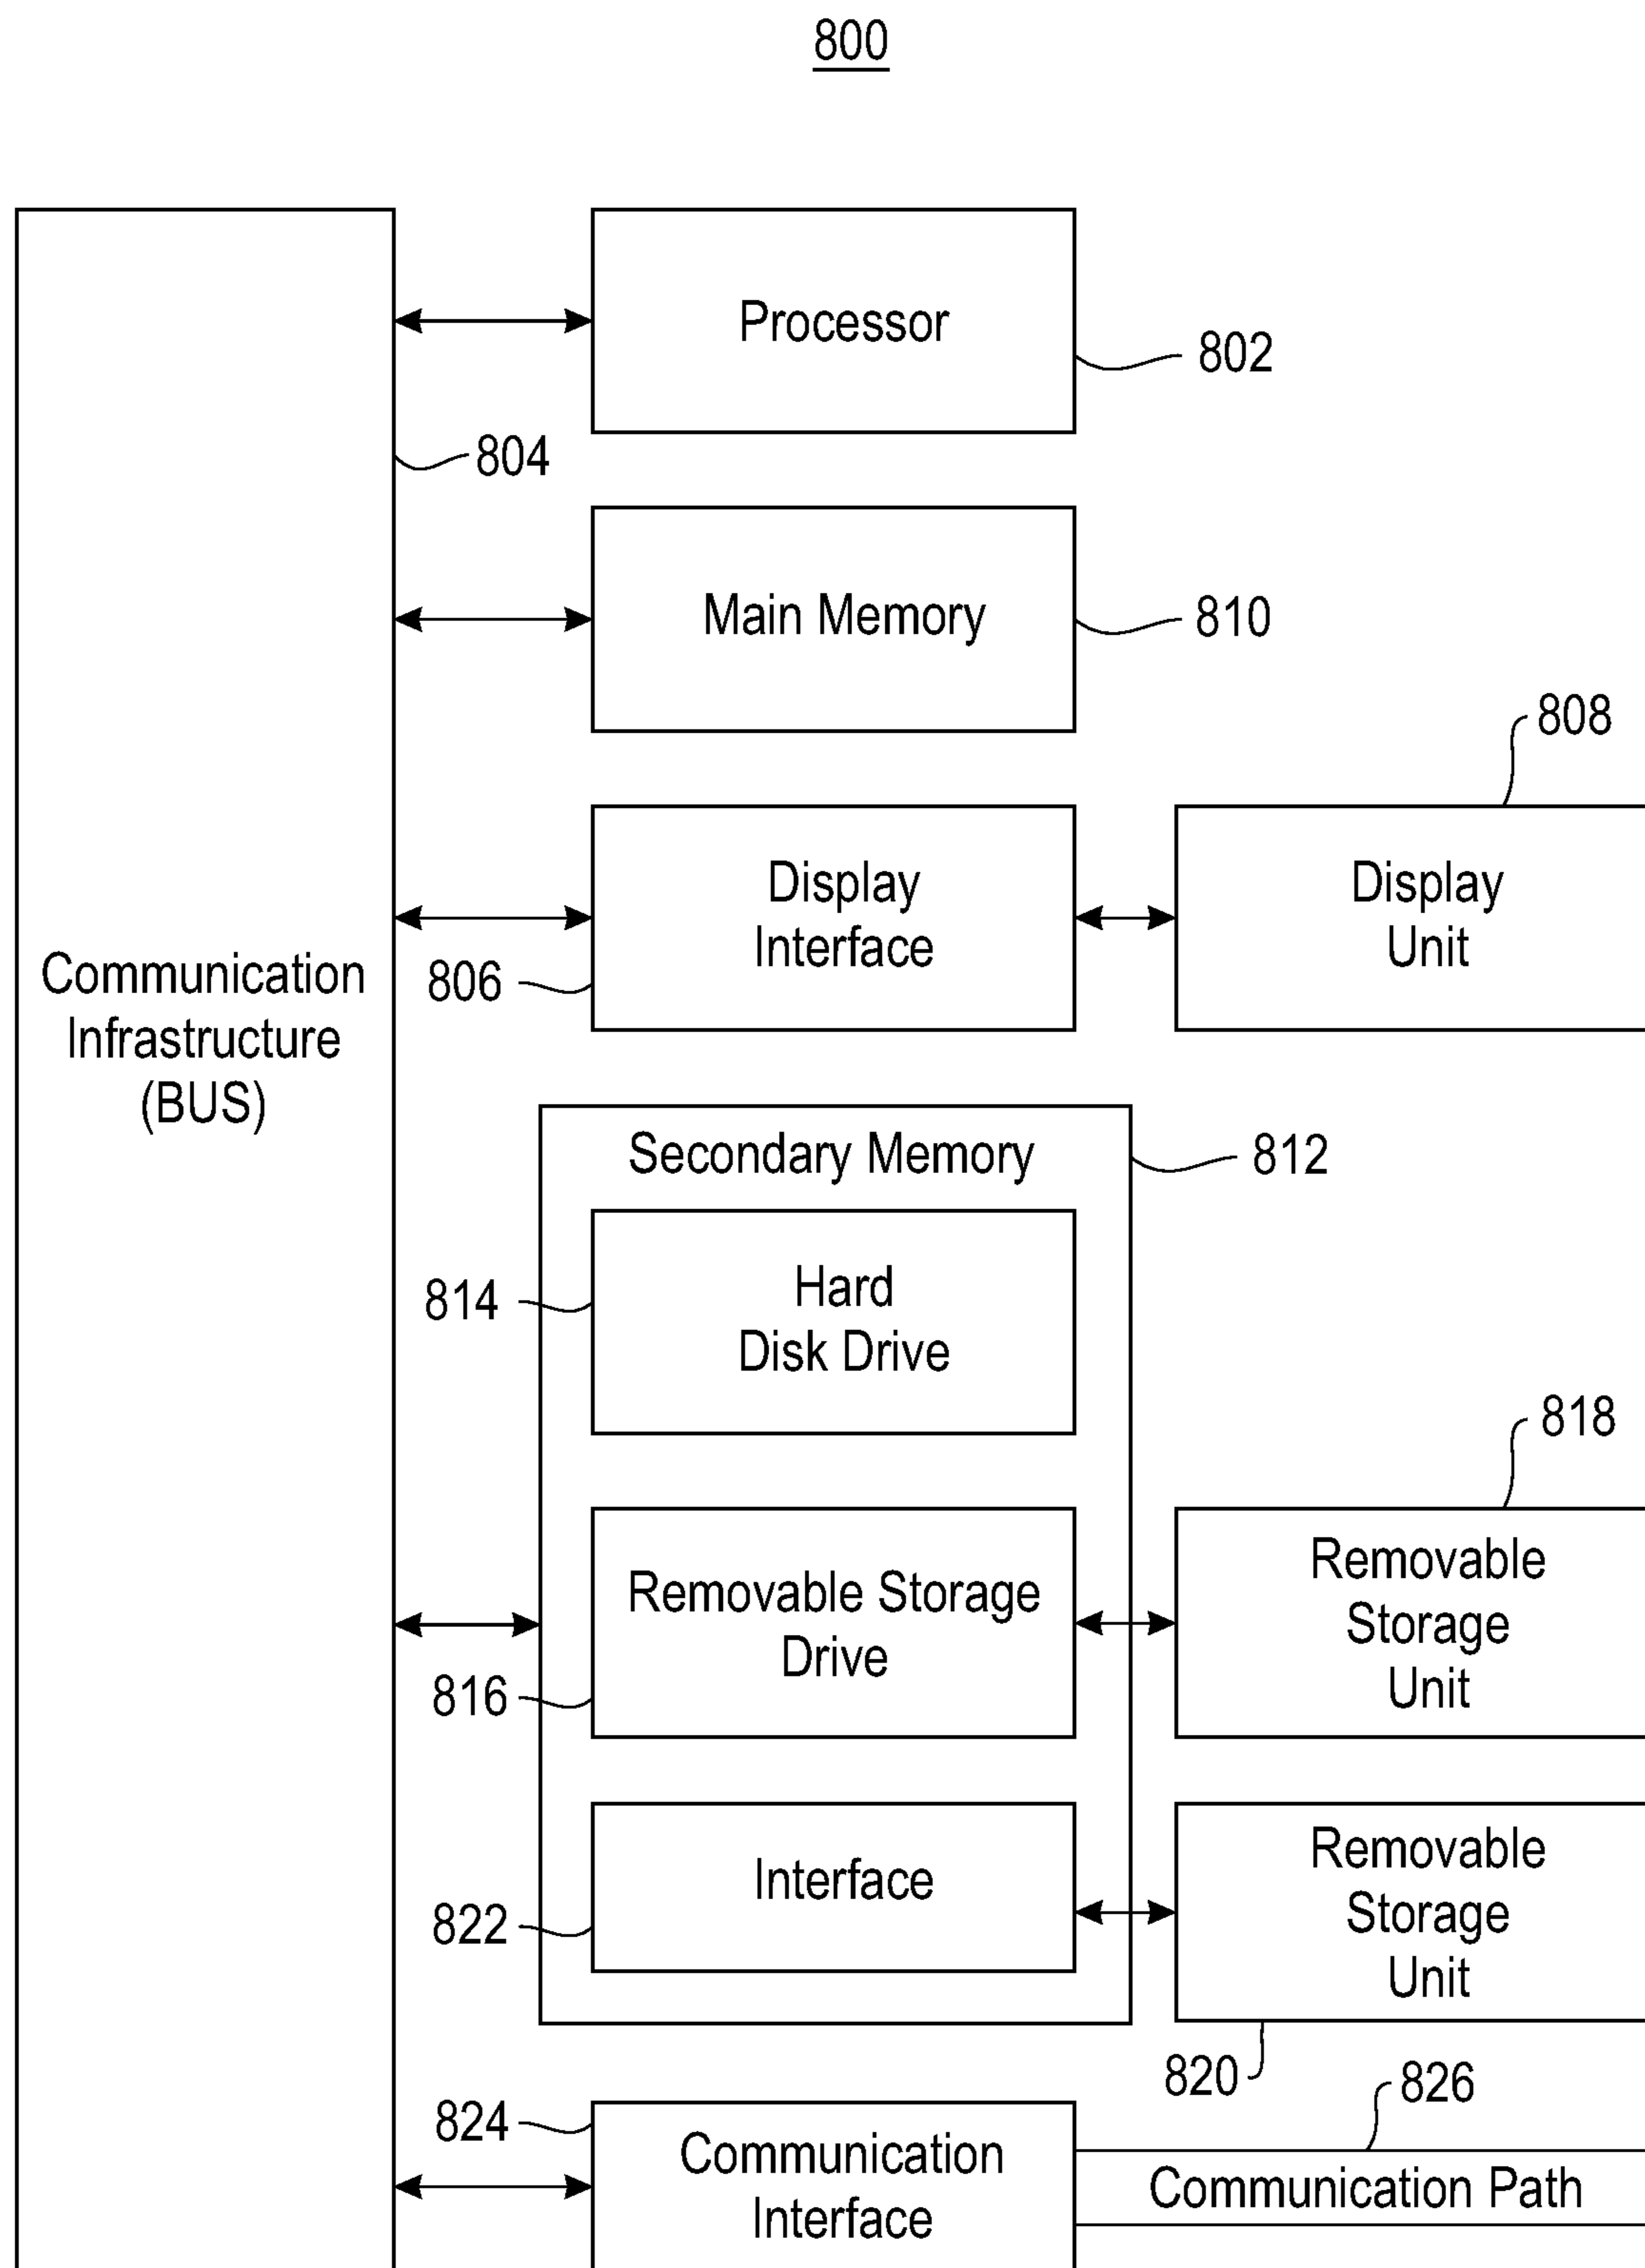 800
Processor
802
804
Main Memory
810
808
Display
Interface
806
Display
Unit
Communication
Infrastructure
(BUS)
Secondary Memory
812
Hard
Disk Drive
814
818
Removable Storage
Drive
816
Removable
Storage
Unit
Interface
822
Removable
Storage
Unit
820
826
824
Communication
Interface
Communication Path